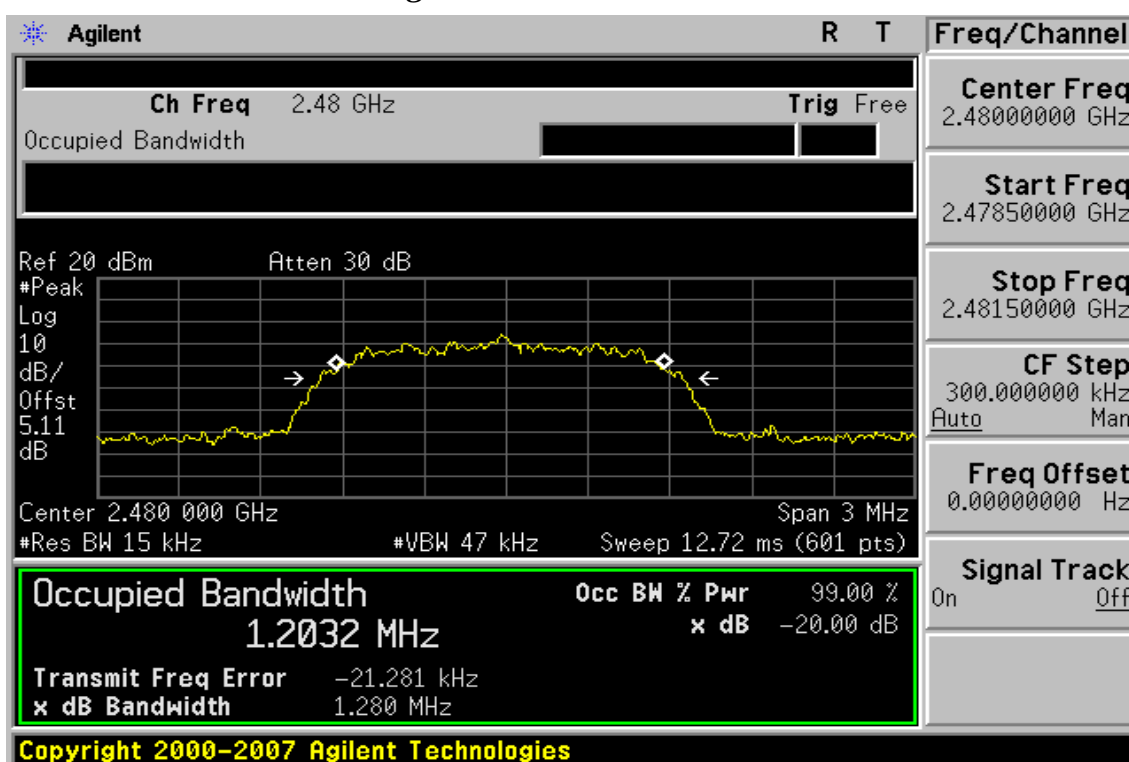 Agilent R T Freq/Channel
Ch Freq 2.48 GHz Trig Free
Occupied Bandwidth
Center Freq
2.48000000 GHz
Start Freq
2.47850000 GHz
Stop Freq
2.48150000 GHz
CF Step
300.000000 kHz
Auto Man
Freq Offset
0.00000000 Hz
Signal Track
On Off
Ref 20 dBm Atten 30 dB
#Peak
Log
10
dB/
Offst
5.11
dB
Center 2.480 000 GHz Span 3 MHz
#Res BW 15 kHz #VBW 47 kHz Sweep 12.72 ms (601 pts)
Occupied Bandwidth Occ BW % Pwr 99.00 %
1.2032 MHz x dB -20.00 dB
Transmit Freq Error -21.281 kHz
x dB Bandwidth 1.280 MHz
Copyright 2000-2007 Agilent Technologies